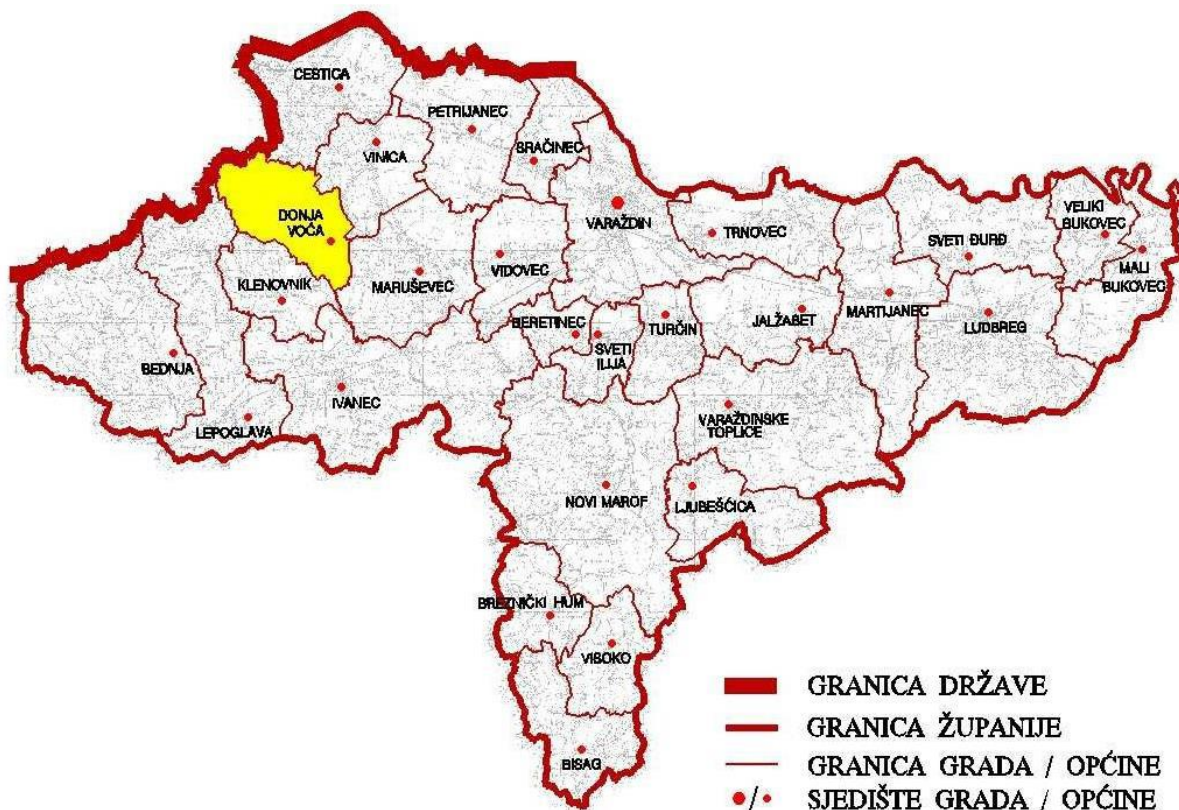 CESTICA
PETRIJANEC
SRAČINEC
VINICA
DONJA
VOĆA
VARAŽDIN
TRNOVEC
SVETI ĐURĐ
VELIKI
BUKOVEC
MALI
BUKOVEC
KLENOVNIK
MARUŠEVEC
VIDOVEC
BERETINEC
SVETI
ILIJA
TURČIN
JALŽABET
MARTIJANEC
LUDBREG
BEDNJA
IVANEC
LEPOGLAVA
VARAŽDINSKE
TOPLICE
NOVI MAROF
LJUBEŠĆICA
BREZNIČKI HUM
VISOKO
BISAG
GRANICA DRŽAVE
GRANICA ŽUPANIJE
GRANICA GRADA / OPĆINE
/ SJEDIŠTE GRADA / OPĆINE